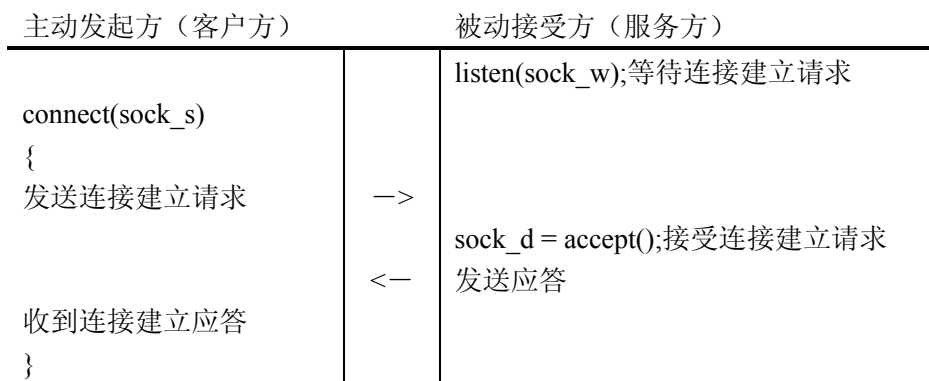 主动发起方（客户方） 被动接受方（服务方）
listen(sock_w);等待连接建立请求
connect(sock_s)
{
发送连接建立请求 —>
sock_d = accept();接受连接建立请求
<— 发送应答
收到连接建立应答
}